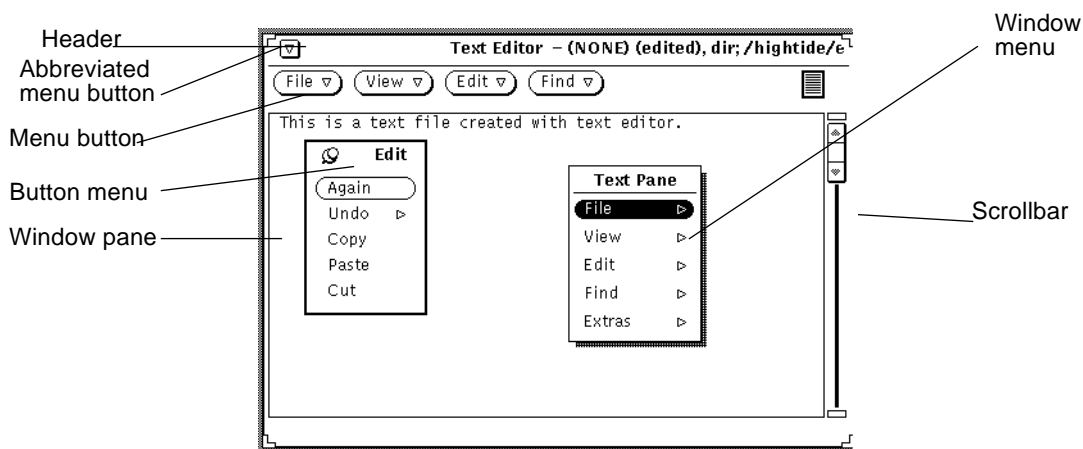 Header
Abbreviated
menu button
Menu button
Button menu
Window pane
Text Editor – (NONE) (edited), dir; /hightide/e
File
View
Edit
Find
This is a text file created with text editor.
Edit
Again
Undo
Copy
Paste
Cut
Text Pane
File
View
Edit
Find
Extras
Window
menu
Scrollbar